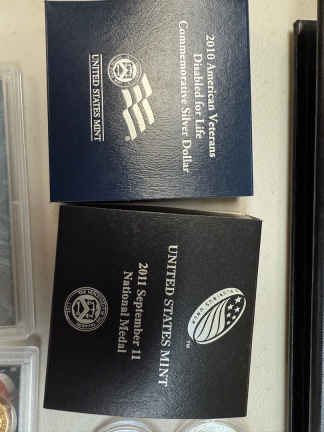 2010 American Veterans
Disabled for Life
Commemorative Silver Dollar
UNITED STATES MINT
UNITED STATES MINT
TM
2011 September 11
National Medal